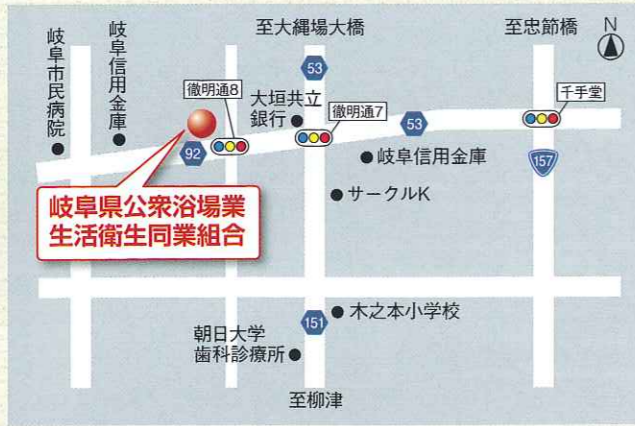 至大縄場大橋
至忠節橋
N
岐阜
市民
病院
岐阜
信用
金庫
53
徹明通8
大垣共立
銀行
徹明通7
千手堂
53
92
岐阜信用金庫
157
サークルK
岐阜県公衆浴場業
生活衛生同業組合
151
木之本小学校
朝日大学
歯科診療所
至柳津